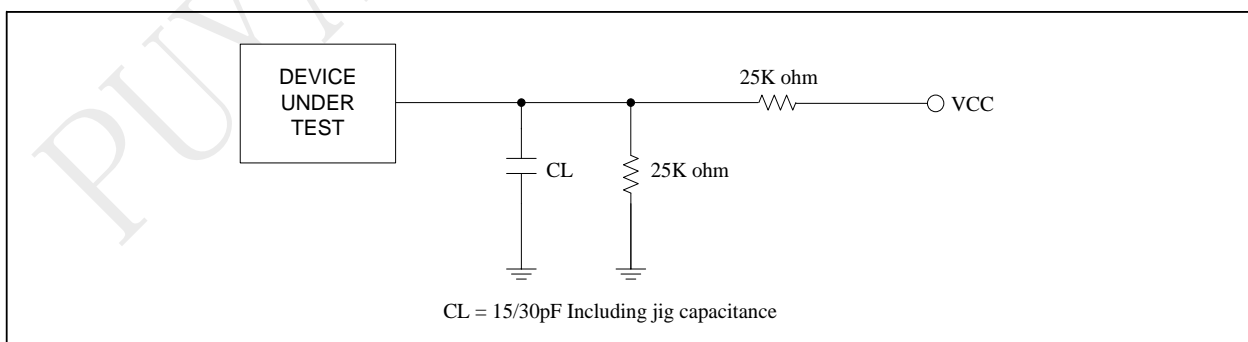 DEVICE
UNDER
TEST
25K ohm
VCC
CL
25K ohm
CL = 15/30pF Including jig capacitance